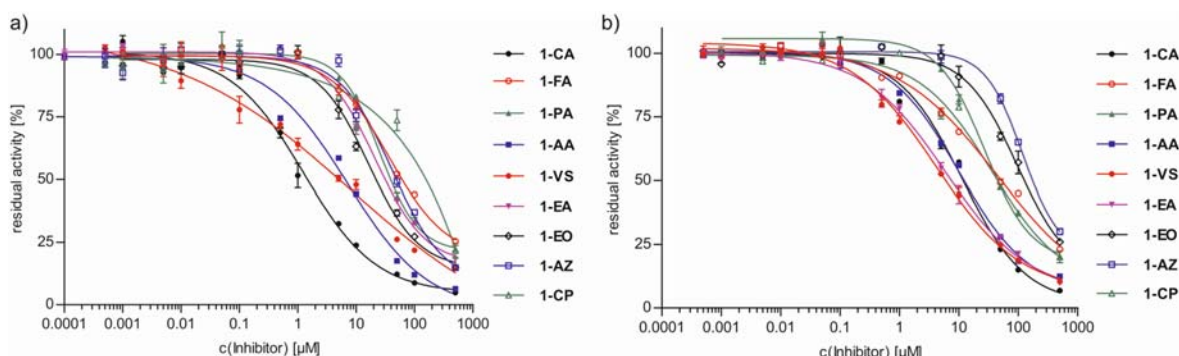 a)
residual activity [%]
100
75
50
25
0
0.0001 0.001 0.01 0.1 1 10 100 1000
c(Inhibitor) [µM]
1-CA
1-FA
1-PA
1-AA
1-VS
1-EA
1-EO
1-AZ
1-CP
b)
residual activity [%]
100
75
50
25
0
0.0001 0.001 0.01 0.1 1 10 100 1000
c(Inhibitor) [µM]
1-CA
1-FA
1-PA
1-AA
1-VS
1-EA
1-EO
1-AZ
1-CP